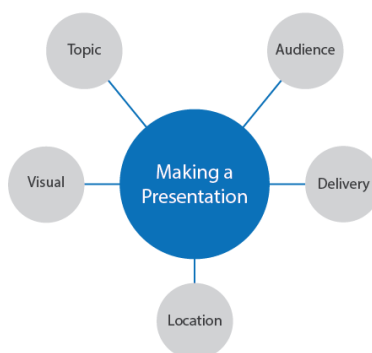 Topic
Audience
Making a
Presentation
Visual
Delivery
Location